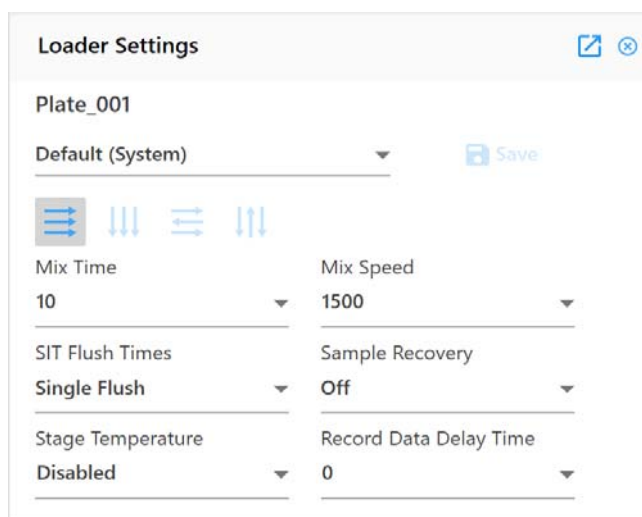 Loader Settings
Plate_001
Default (System)
Save
Mix Time
Mix Speed
10
1500
SIT Flush Times
Sample Recovery
Single Flush
Off
Stage Temperature
Record Data Delay Time
Disabled
0